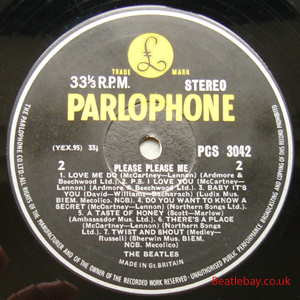 £
TRADE MARK
33⅓ R.P.M. STEREO
PARLOPHONE
(YEX.95) 33⅓
PCS 3042
2 PLEASE PLEASE ME 2
1. LOVE ME DO (McCartney—Lennon) (Ardmore &
Beechwood Ltd.). 2. P.S. I LOVE YOU (McCartney—
Lennon) (Ardmore & Beechwood Ltd.). 3. BABY IT'S
YOU (David—Williams—Bacharach) (Ludix Mus.
BIEM. Mecolico. NCB). 4. DO YOU WANT TO KNOW A
SECRET (McCartney—Lennon) (Northern Songs Ltd.).
5. A TASTE OF HONEY (Scott—Marlow)
(Ambassador Mus. Ltd.). 6. THERE'S A PLACE
(McCartney—Lennon) (Northern Songs
Ltd.). 7. TWIST AND SHOUT (Medley—
Russell) (Sherwin Mus. BIEM.
NCB. Mecolico)
THE BEATLES
MADE IN GT. BRITAIN
THE PARLOPHONE CO. LTD. ALL RIGHTS OF THE MANUFACTURER AND OF THE OWNER OF THE RECORDED WORK RESERVED. UNAUTHORISED PUBLIC PERFORMANCE, BROADCASTING AND COPYING OF THIS RECORD PROHIBITED
Beatlebay.co.uk